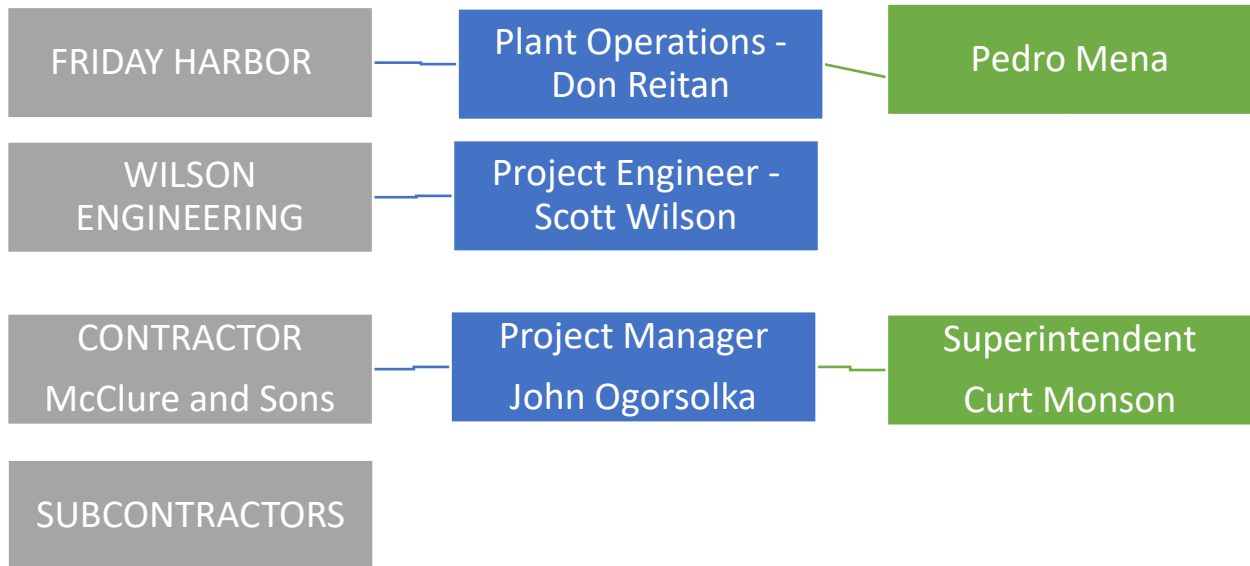 FRIDAY HARBOR
Plant Operations -
Don Reitan
Pedro Mena
WILSON
ENGINEERING
Project Engineer -
Scott Wilson
CONTRACTOR
McClure and Sons
Project Manager
John Ogorsolka
Superintendent
Curt Monson
SUBCONTRACTORS